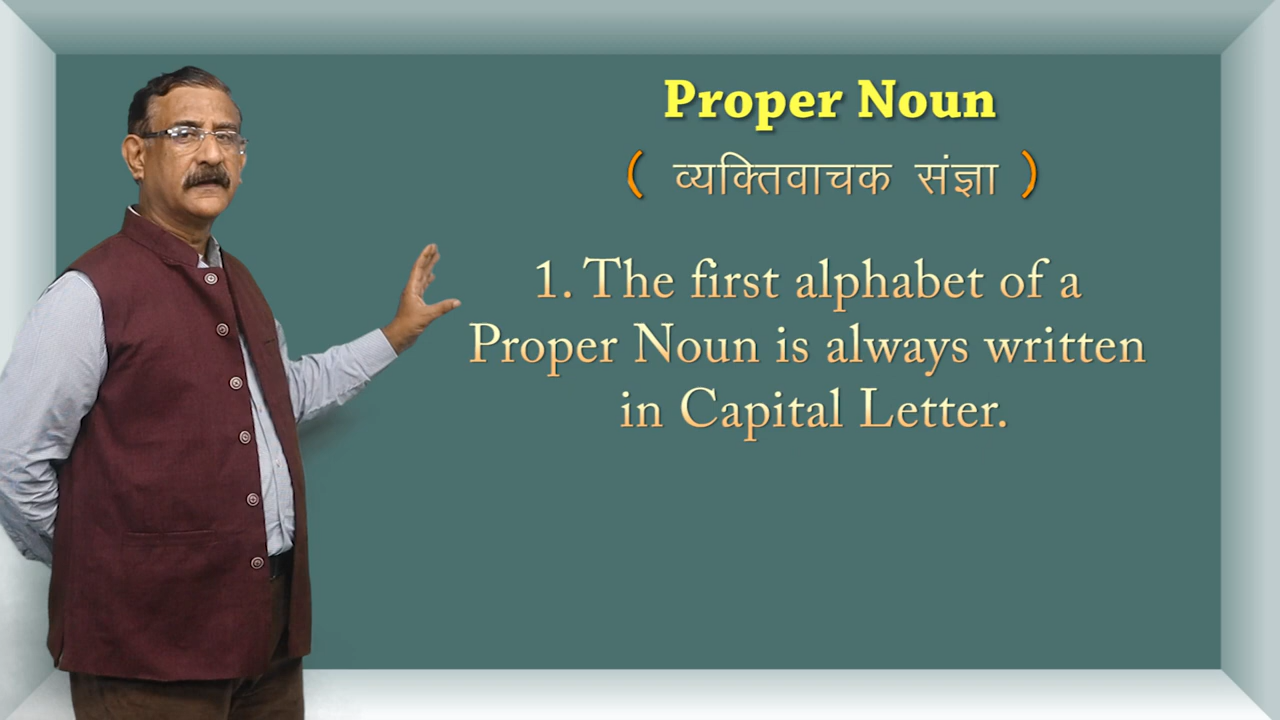 Proper Noun
( व्यक्तिवाचक संज्ञा )
1. The first alphabet of a
Proper Noun is always written
in Capital Letter.